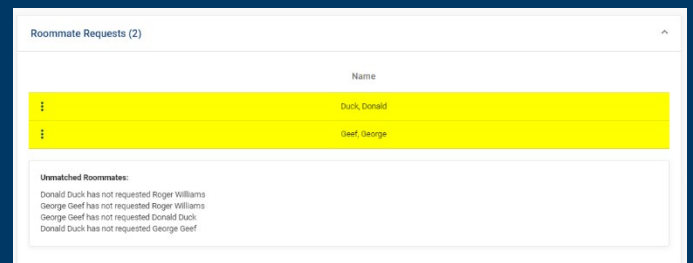 Roommate Requests (2)
Name
Duck, Donald
Geef, George
Unmatched Roommates:
Donald Duck has not requested Roger Williams
George Geef has not requested Roger Williams
George Geef has not requested Donald Duck
Donald Duck has not requested George Geef